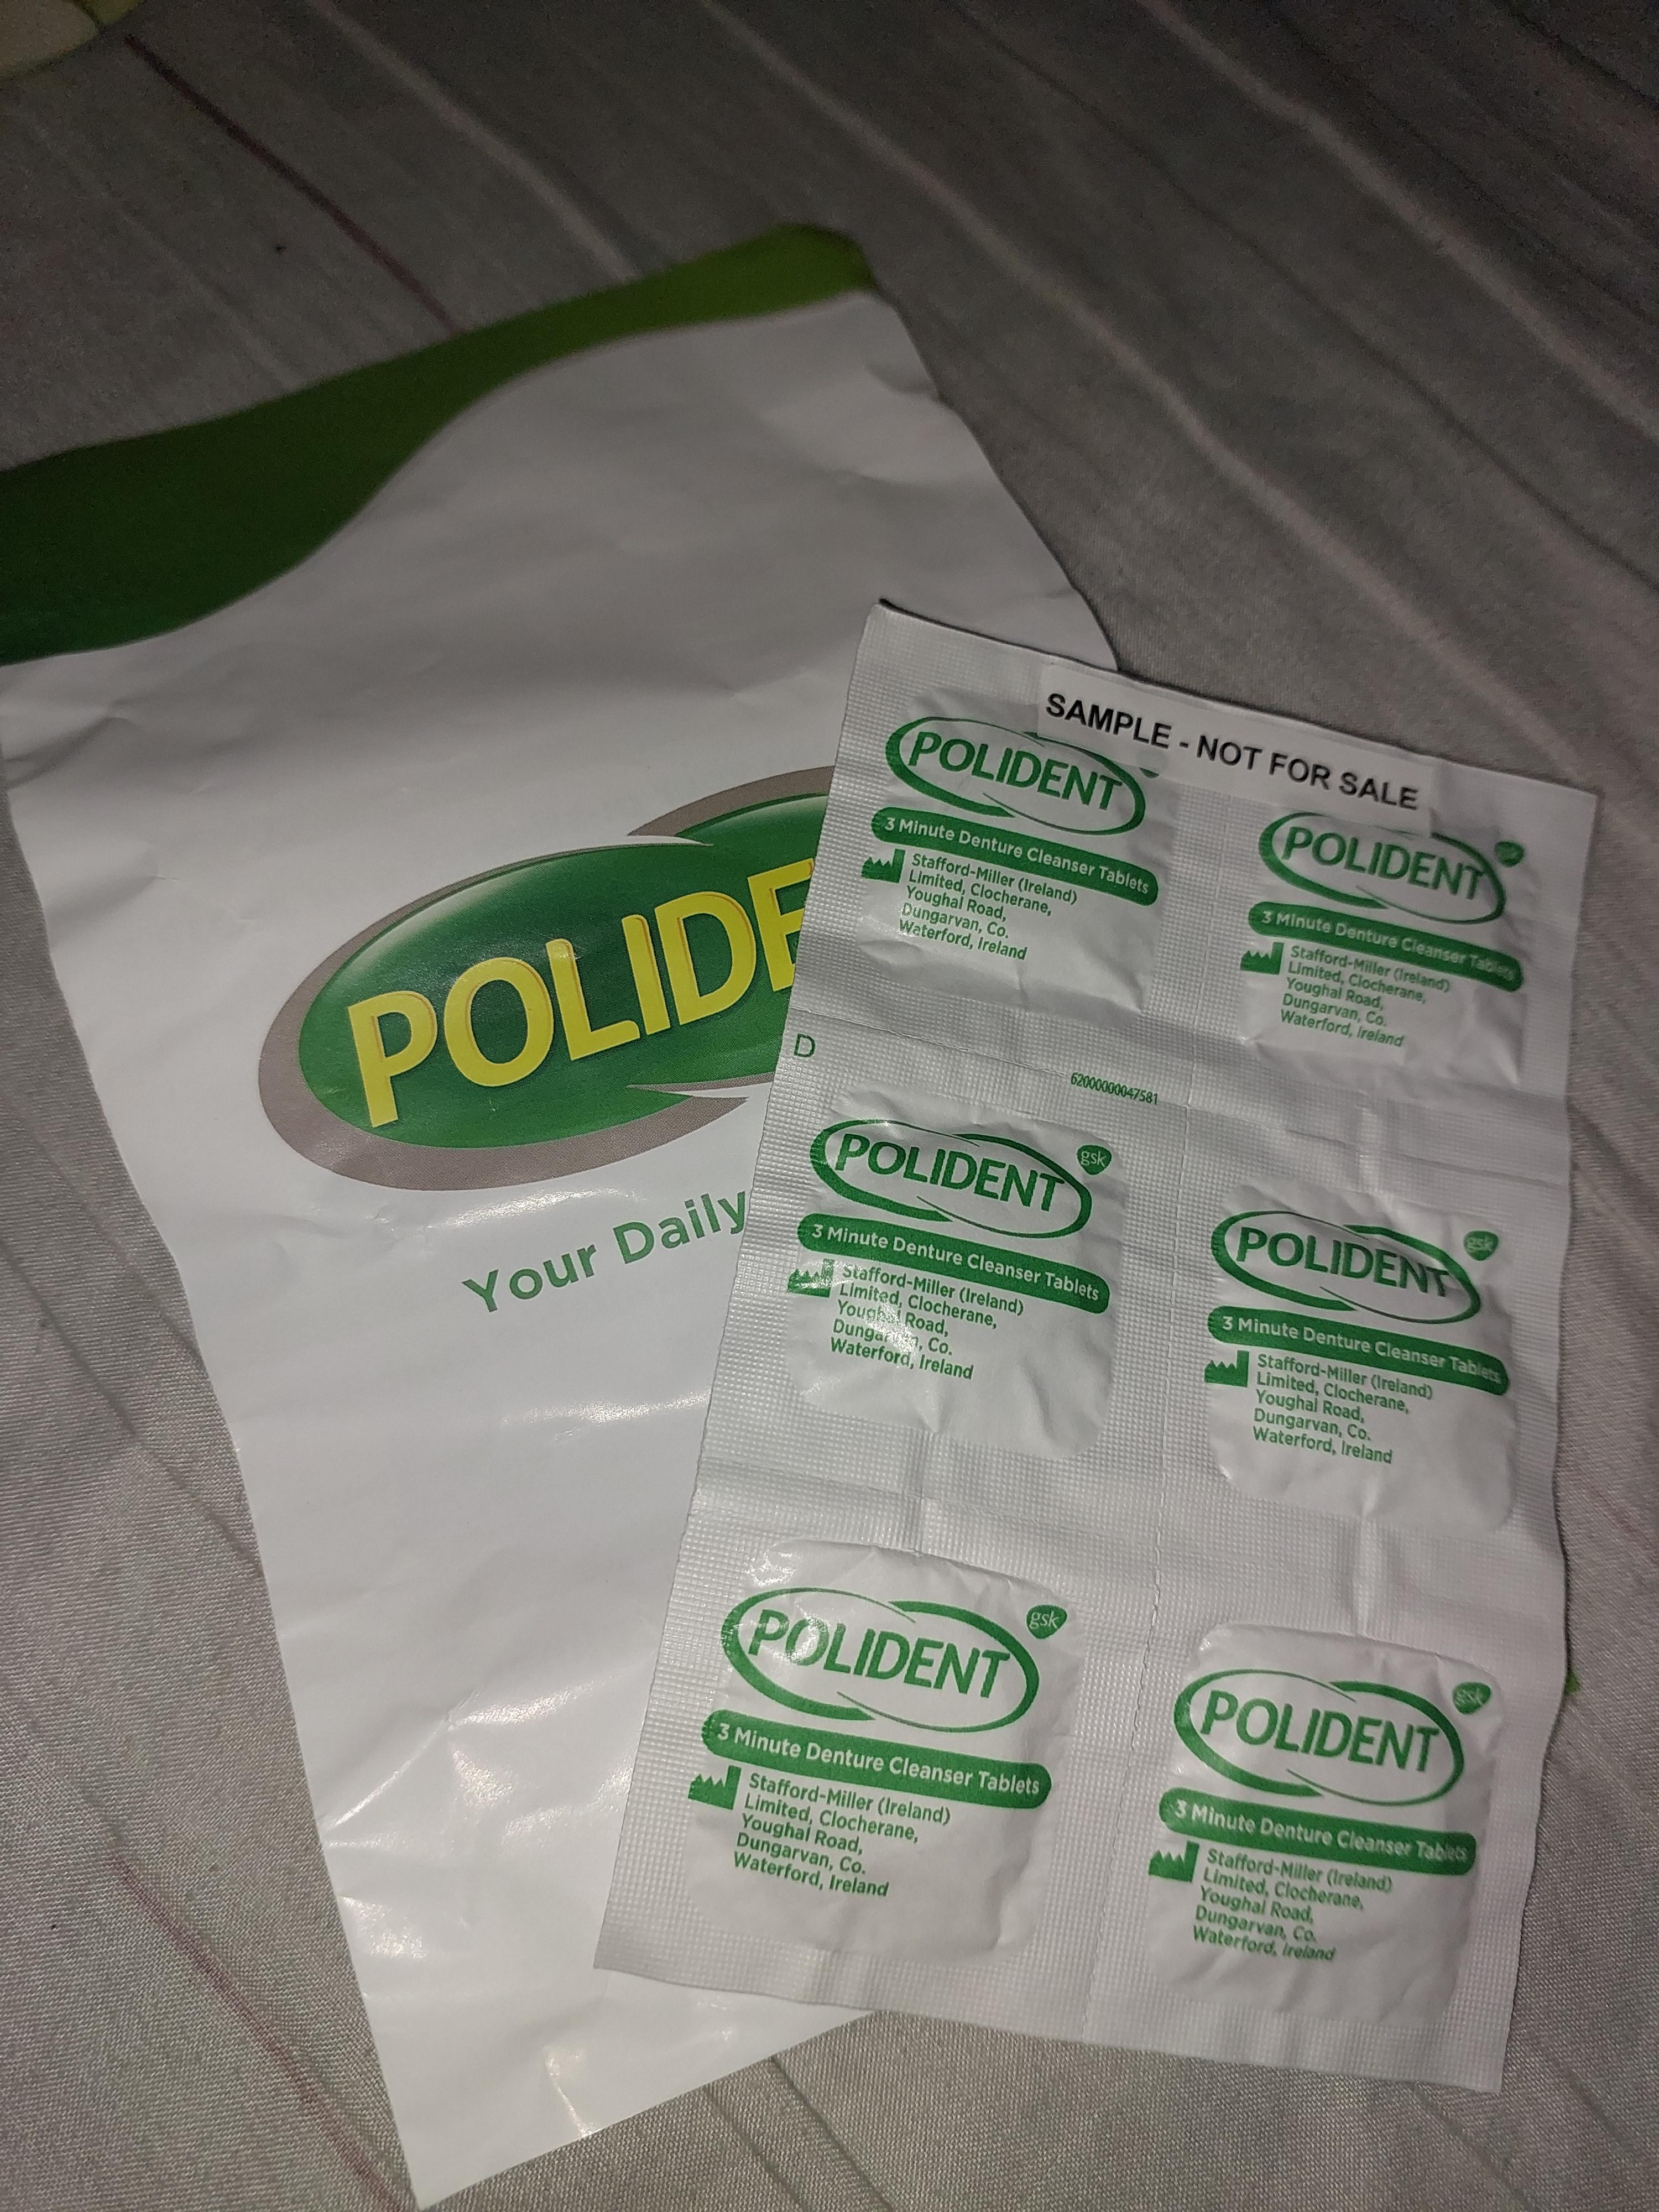 POLIDE
Your Daily
SAMPLE - NOT FOR SALE
POLIDENT
3 Minute Denture Cleanser Tablets
Stafford-Miller (Ireland)
Limited, Clocherane,
Youghal Road,
Dungarvan, Co.
Waterford, Ireland
POLIDENT
3 Minute Denture Cleanser Tablets
Stafford-Miller (Ireland)
Limited, Clocherane,
Youghal Road,
Dungarvan, Co.
Waterford, Ireland
D
62000000047581
POLIDENT
gsk
3 Minute Denture Cleanser Tablets
Stafford-Miller (Ireland)
Limited, Clocherane,
Youghal Road,
Dungarvan, Co.
Waterford, Ireland
POLIDENT
gsk
3 Minute Denture Cleanser Tablets
Stafford-Miller (Ireland)
Limited, Clocherane,
Youghal Road,
Dungarvan, Co.
Waterford, Ireland
POLIDENT
gsk
3 Minute Denture Cleanser Tablets
Stafford-Miller (Ireland)
Limited, Clocherane,
Youghal Road,
Dungarvan, Co.
Waterford, Ireland
POLIDENT
gsk
3 Minute Denture Cleanser Tablets
Stafford-Miller (Ireland)
Limited, Clocherane,
Youghal Road,
Dungarvan, Co.
Waterford, Ireland